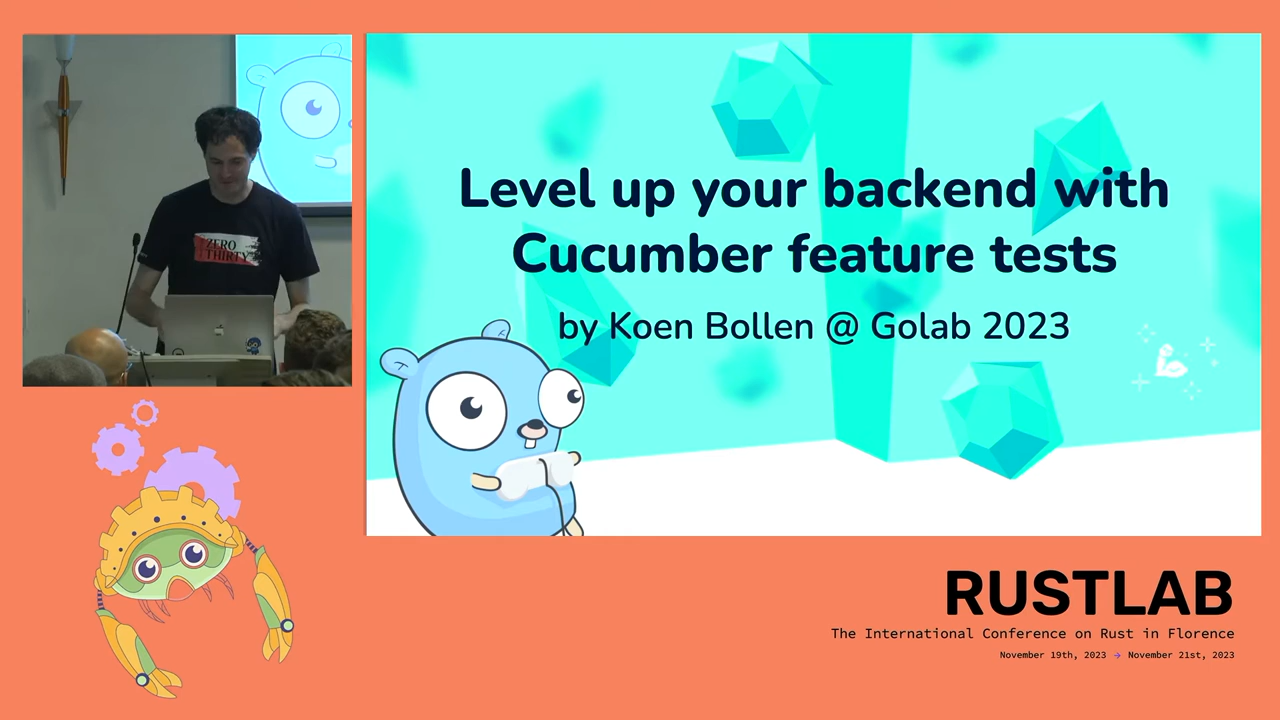 ZERO
THIRTY
Level up your backend with
Cucumber feature tests
by Koen Bollen @ Golab 2023
RUSTLAB
The International Conference on Rust in Florence
November 19th, 2023 → November 21st, 2023